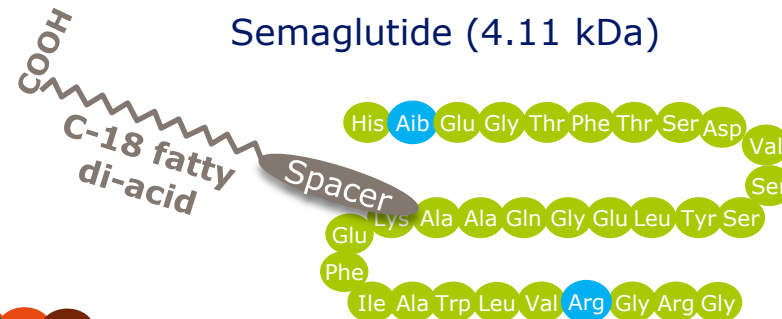 Semaglutide (4.11 kDa)
COOH
C-18 fatty
di-acid
Spacer
His Aib Glu Gly Thr Phe Thr Ser Asp
Val
Ser
Lys Ala Ala Gln Gly Glu Leu Tyr Ser
Glu
Phe
Ile Ala Trp Leu Val Arg Gly Arg Gly